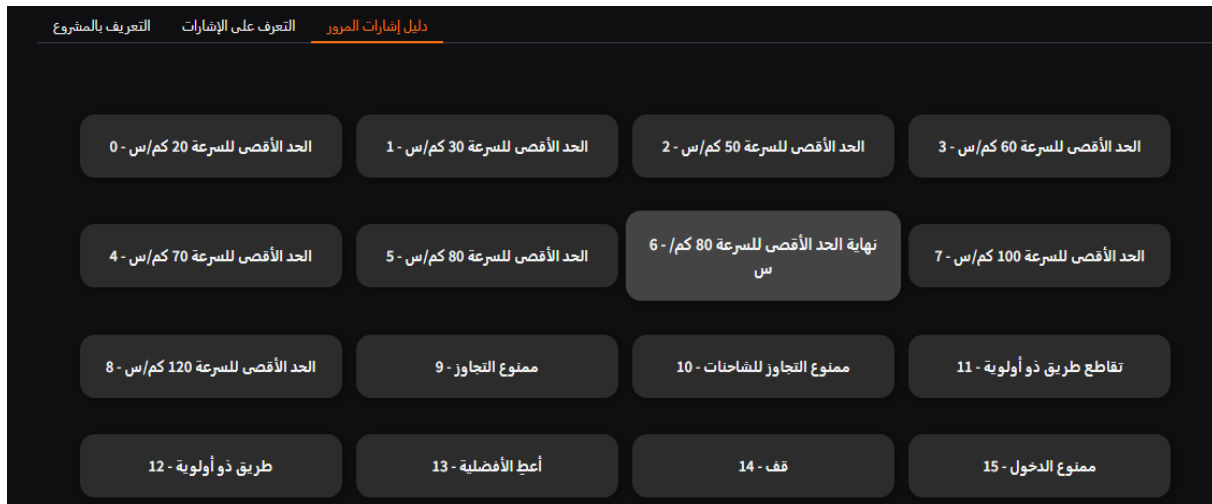 التعريف بالمشروع
التعرف على الإشارات
دليل إشارات المرور
0 - الحد الأقصى للسرعة 20 كم/س
1 - الحد الأقصى للسرعة 30 كم/س
2 - الحد الأقصى للسرعة 50 كم/س
3 - الحد الأقصى للسرعة 60 كم/س
4 - الحد الأقصى للسرعة 70 كم/س
5 - الحد الأقصى للسرعة 80 كم/س
6 - نهاية الحد الأقصى للسرعة 80 كم/
س
7 - الحد الأقصى للسرعة 100 كم/س
8 - الحد الأقصى للسرعة 120 كم/س
9 - ممنوع التجاوز
10 - ممنوع التجاوز للشاحنات
11 - تقاطع طريق ذو أولوية
12 - طريق ذو أولوية
13 - أعطِ الأفضلية
14 - قف
15 - ممنوع الدخول